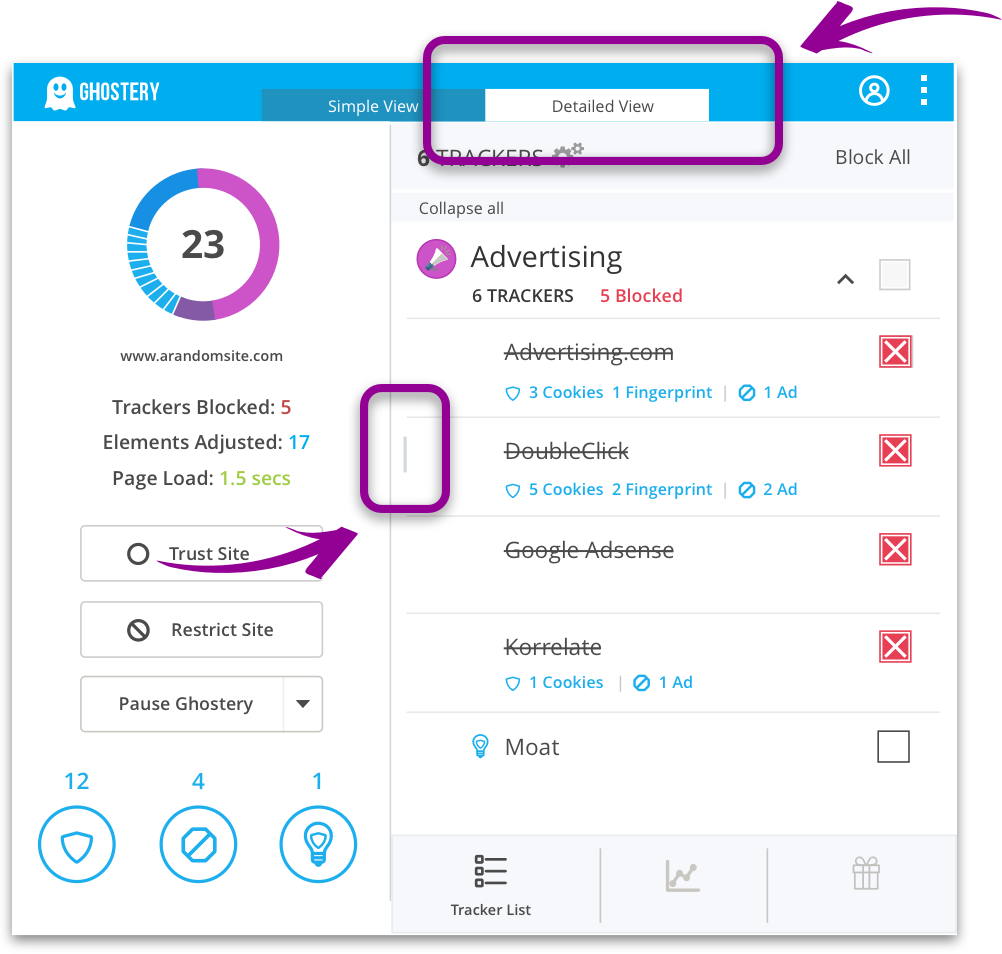 GHOSTERY
Simple View
Detailed View
23
www.arandomsite.com
Trackers Blocked: 5
Elements Adjusted: 17
Page Load: 1.5 secs
Trust Site
Restrict Site
Pause Ghostery
12 4 1
6 TRACKERS
Block All
Collapse all
Advertising
6 TRACKERS 5 Blocked
Advertising.com
3 Cookies 1 Fingerprint | 1 Ad
DoubleClick
5 Cookies 2 Fingerprint | 2 Ad
Google Adsense
Korrelate
1 Cookies | 1 Ad
Moat
Tracker List